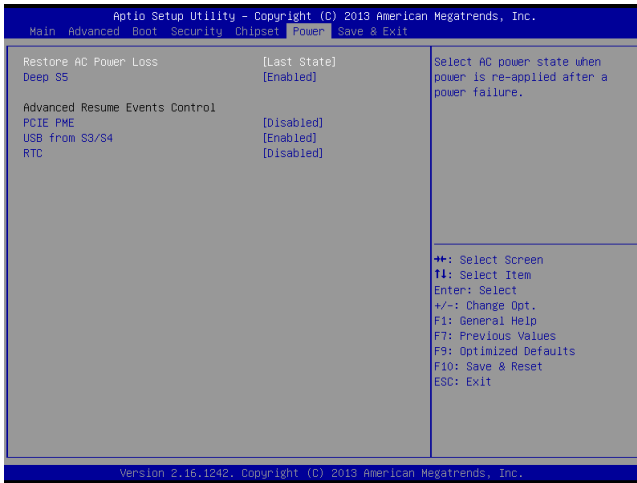 Aptio Setup Utility – Copyright (C) 2013 American Megatrends, Inc.
Main Advanced Boot Security Chipset Power Save & Exit
Restore AC Power Loss [Last State]
Deep S5 [Enabled]
Advanced Resume Events Control
PCIE PME [Disabled]
USB from S3/S4 [Enabled]
RTC [Disabled]
Select AC power state when
power is re-applied after a
power failure.
→←: Select Screen
↑↓: Select Item
Enter: Select
+/-: Change Opt.
F1: General Help
F7: Previous Values
F9: Optimized Defaults
F10: Save & Reset
ESC: Exit
Version 2.16.1242. Copyright (C) 2013 American Megatrends, Inc.